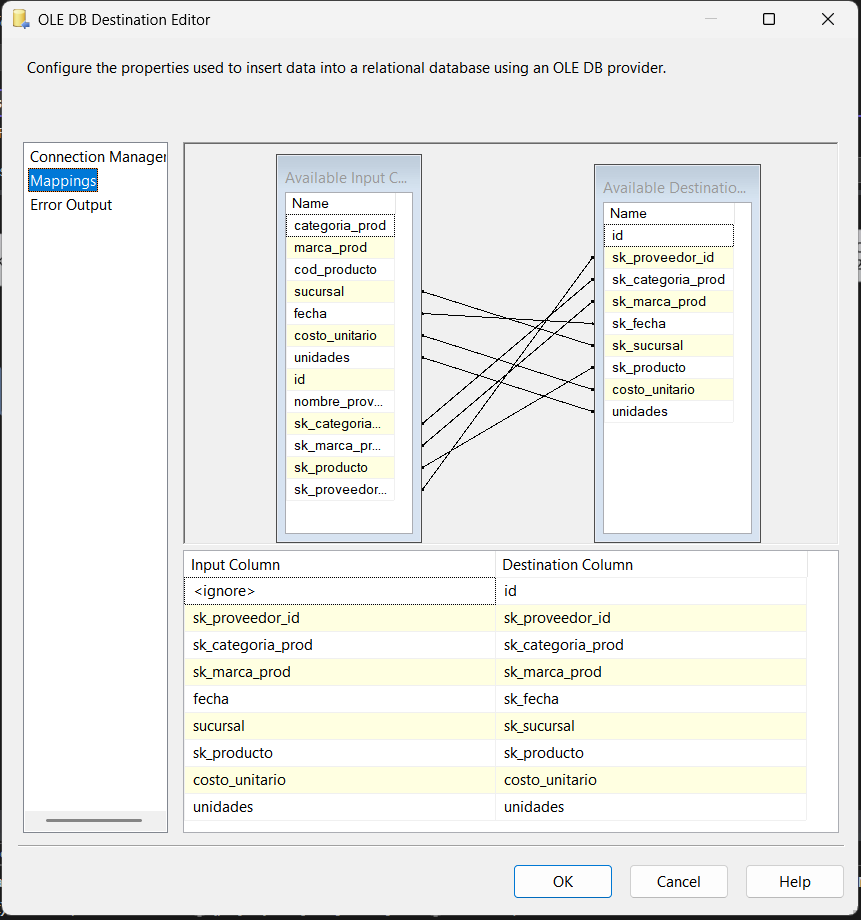 OLE DB Destination Editor
Configure the properties used to insert data into a relational database using an OLE DB provider.
Connection Manager
Mappings
Error Output
Available Input C...
Name
categoria_prod
marca_prod
cod_producto
sucursal
fecha
costo_unitario
unidades
id
nombre_prov...
sk_categoria...
sk_marca_pr...
sk_producto
sk_proveedor...
Available Destinatio...
Name
id
sk_proveedor_id
sk_categoria_prod
sk_marca_prod
sk_fecha
sk_sucursal
sk_producto
costo_unitario
unidades
Input Column Destination Column
<ignore> id
sk_proveedor_id sk_proveedor_id
sk_categoria_prod sk_categoria_prod
sk_marca_prod sk_marca_prod
fecha sk_fecha
sucursal sk_sucursal
sk_producto sk_producto
costo_unitario costo_unitario
unidades unidades
OK Cancel Help